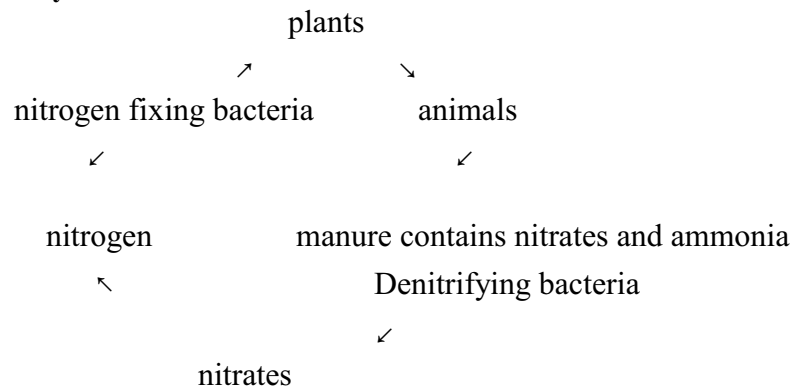 plants
↗ ↘
nitrogen fixing bacteria animals
↙ ↙
nitrogen manure contains nitrates and ammonia
↖ Denitrifying bacteria
↙
nitrates